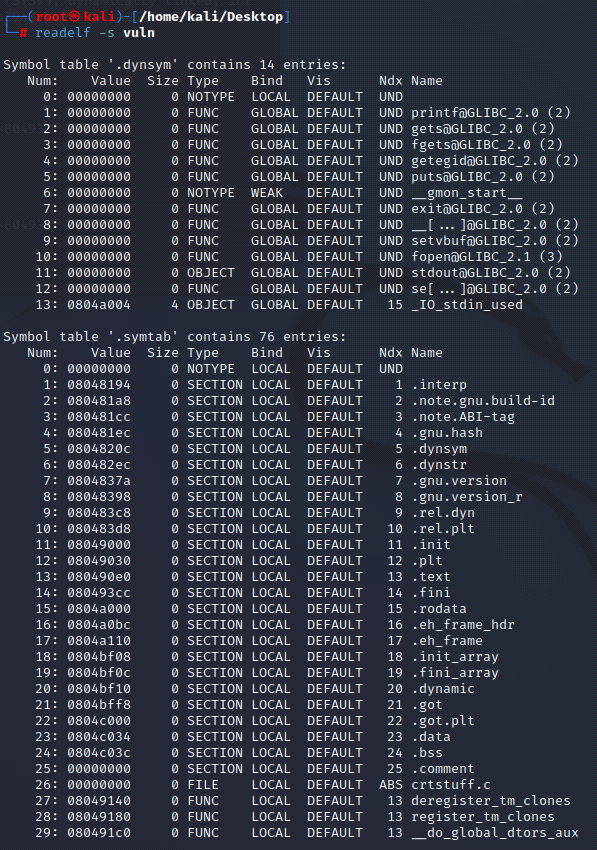 ┌──(root㉿kali)-[/home/kali/Desktop]
└─# readelf -s vuln

Symbol table '.dynsym' contains 14 entries:
   Num:    Value  Size Type    Bind   Vis      Ndx Name
     0: 00000000     0 NOTYPE  LOCAL  DEFAULT  UND
     1: 00000000     0 FUNC    GLOBAL DEFAULT  UND printf@GLIBC_2.0 (2)
     2: 00000000     0 FUNC    GLOBAL DEFAULT  UND gets@GLIBC_2.0 (2)
     3: 00000000     0 FUNC    GLOBAL DEFAULT  UND fgets@GLIBC_2.0 (2)
     4: 00000000     0 FUNC    GLOBAL DEFAULT  UND getegid@GLIBC_2.0 (2)
     5: 00000000     0 FUNC    GLOBAL DEFAULT  UND puts@GLIBC_2.0 (2)
     6: 00000000     0 NOTYPE  WEAK   DEFAULT  UND __gmon_start__
     7: 00000000     0 FUNC    GLOBAL DEFAULT  UND exit@GLIBC_2.0 (2)
     8: 00000000     0 FUNC    GLOBAL DEFAULT  UND __[...]@GLIBC_2.0 (2)
     9: 00000000     0 FUNC    GLOBAL DEFAULT  UND setvbuf@GLIBC_2.0 (2)
    10: 00000000     0 FUNC    GLOBAL DEFAULT  UND fopen@GLIBC_2.1 (3)
    11: 00000000     0 OBJECT  GLOBAL DEFAULT  UND stdout@GLIBC_2.0 (2)
    12: 00000000     0 FUNC    GLOBAL DEFAULT  UND se[...]@GLIBC_2.0 (2)
    13: 0804a004     4 OBJECT  GLOBAL DEFAULT   15 _IO_stdin_used

Symbol table '.symtab' contains 76 entries:
   Num:    Value  Size Type    Bind   Vis      Ndx Name
     0: 00000000     0 NOTYPE  LOCAL  DEFAULT  UND
     1: 08048194     0 SECTION LOCAL  DEFAULT    1 .interp
     2: 080481a8     0 SECTION LOCAL  DEFAULT    2 .note.gnu.build-id
     3: 080481cc     0 SECTION LOCAL  DEFAULT    3 .note.ABI-tag
     4: 080481ec     0 SECTION LOCAL  DEFAULT    4 .gnu.hash
     5: 0804820c     0 SECTION LOCAL  DEFAULT    5 .dynsym
     6: 080482ec     0 SECTION LOCAL  DEFAULT    6 .dynstr
     7: 0804837a     0 SECTION LOCAL  DEFAULT    7 .gnu.version
     8: 08048398     0 SECTION LOCAL  DEFAULT    8 .gnu.version_r
     9: 080483c8     0 SECTION LOCAL  DEFAULT    9 .rel.dyn
    10: 080483d8     0 SECTION LOCAL  DEFAULT   10 .rel.plt
    11: 08049000     0 SECTION LOCAL  DEFAULT   11 .init
    12: 08049030     0 SECTION LOCAL  DEFAULT   12 .plt
    13: 080490e0     0 SECTION LOCAL  DEFAULT   13 .text
    14: 080493cc     0 SECTION LOCAL  DEFAULT   14 .fini
    15: 0804a000     0 SECTION LOCAL  DEFAULT   15 .rodata
    16: 0804a0bc     0 SECTION LOCAL  DEFAULT   16 .eh_frame_hdr
    17: 0804a110     0 SECTION LOCAL  DEFAULT   17 .eh_frame
    18: 0804bf08     0 SECTION LOCAL  DEFAULT   18 .init_array
    19: 0804bf0c     0 SECTION LOCAL  DEFAULT   19 .fini_array
    20: 0804bf10     0 SECTION LOCAL  DEFAULT   20 .dynamic
    21: 0804bff8     0 SECTION LOCAL  DEFAULT   21 .got
    22: 0804c000     0 SECTION LOCAL  DEFAULT   22 .got.plt
    23: 0804c034     0 SECTION LOCAL  DEFAULT   23 .data
    24: 0804c03c     0 SECTION LOCAL  DEFAULT   24 .bss
    25: 00000000     0 SECTION LOCAL  DEFAULT   25 .comment
    26: 00000000     0 FILE    LOCAL  DEFAULT  ABS crtstuff.c
    27: 08049140     0 FUNC    LOCAL  DEFAULT   13 deregister_tm_clones
    28: 08049180     0 FUNC    LOCAL  DEFAULT   13 register_tm_clones
    29: 080491c0     0 FUNC    LOCAL  DEFAULT   13 __do_global_dtors_aux